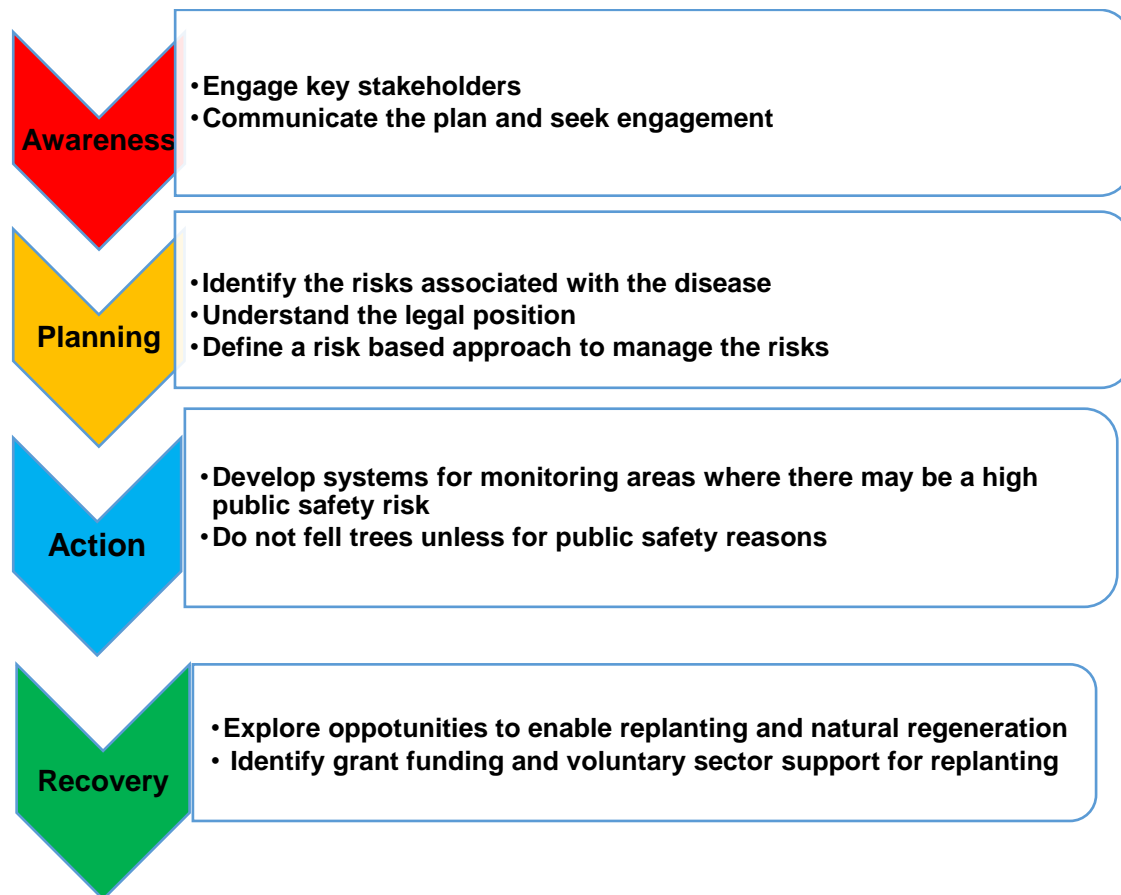 Awareness
•Engage key stakeholders
•Communicate the plan and seek engagement
Planning
•Identify the risks associated with the disease
•Understand the legal position
•Define a risk based approach to manage the risks
Action
•Develop systems for monitoring areas where there may be a high
public safety risk
•Do not fell trees unless for public safety reasons
Recovery
•Explore oppotunities to enable replanting and natural regeneration
• Identify grant funding and voluntary sector support for replanting